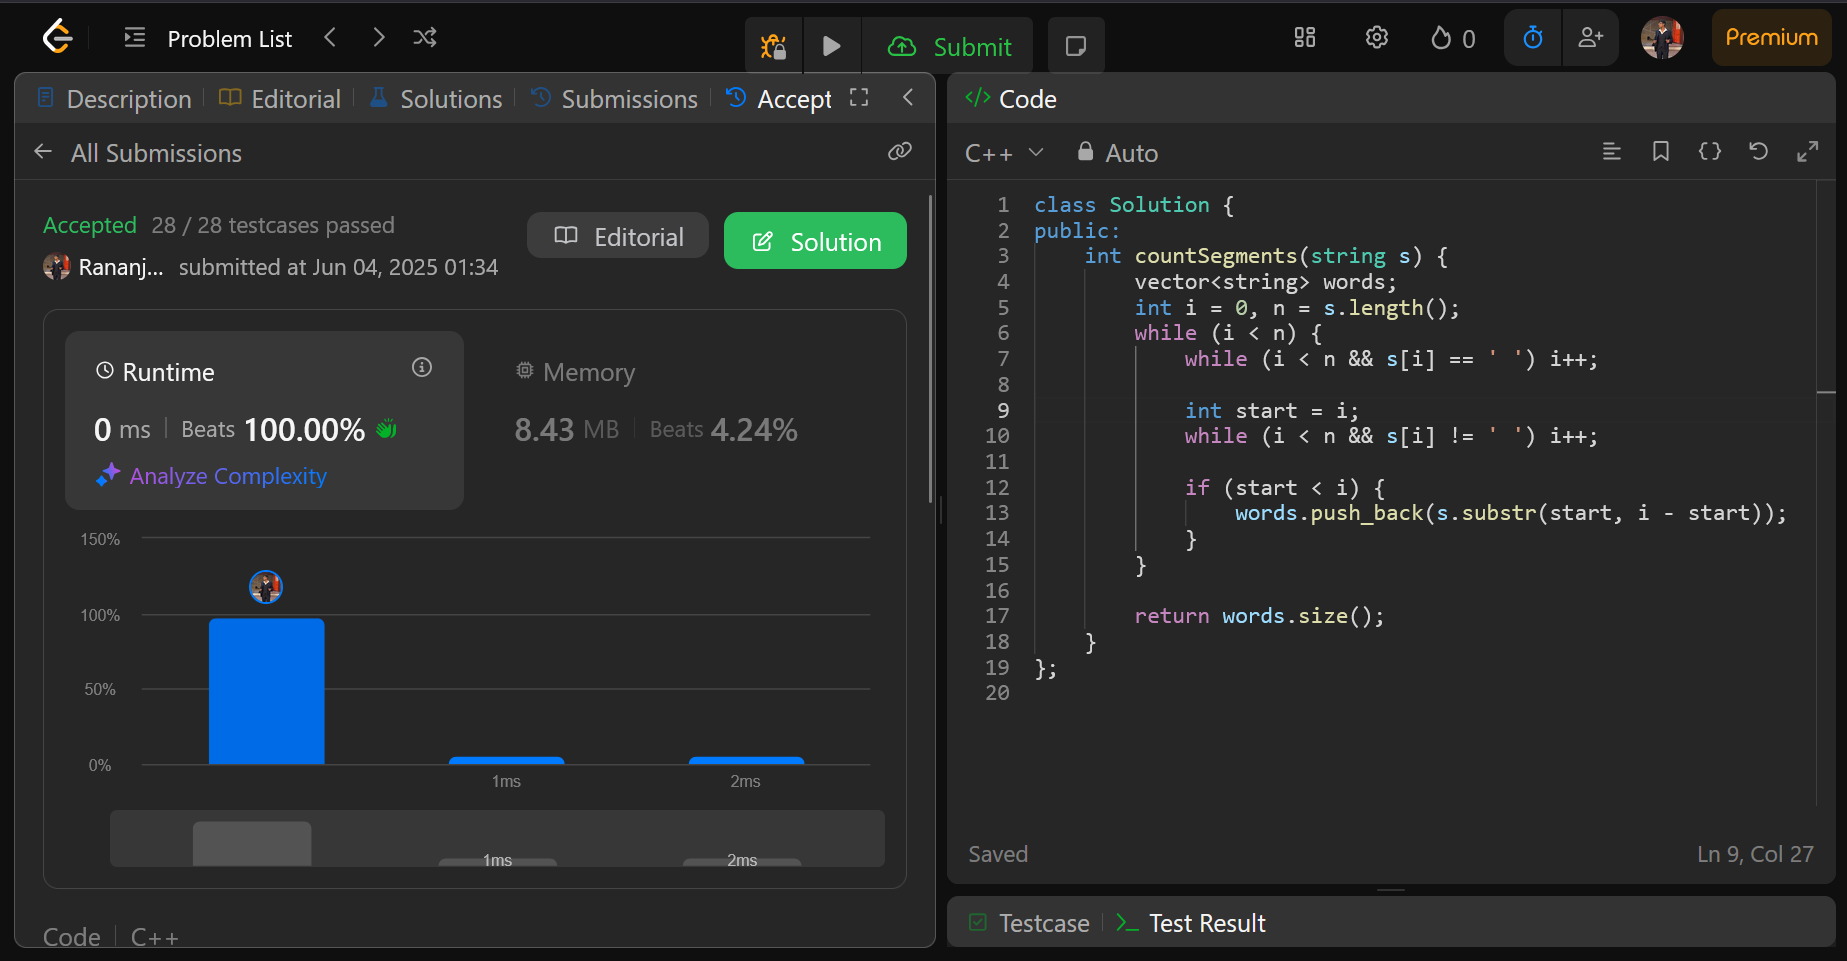 Problem List
Submit
0
Premium
Description
Editorial
Solutions
Submissions
Accept
All Submissions
Accepted 28 / 28 testcases passed
Rananj... submitted at Jun 04, 2025 01:34
Editorial
Solution
Runtime
0 ms Beats 100.00%
Analyze Complexity
Memory
8.43 MB Beats 4.24%
150%
100%
50%
0%
1ms
2ms
1ms
2ms
Code C++
</> Code
C++ Auto
1 class Solution {
2 public:
3     int countSegments(string s) {
4         vector<string> words;
5         int i = 0, n = s.length();
6         while (i < n) {
7             while (i < n && s[i] == ' ') i++;
8
9             int start = i;
10             while (i < n && s[i] != ' ') i++;
11
12             if (start < i) {
13                 words.push_back(s.substr(start, i - start));
14             }
15         }
16
17         return words.size();
18     }
19 };
20
Saved
Ln 9, Col 27
Testcase
Test Result